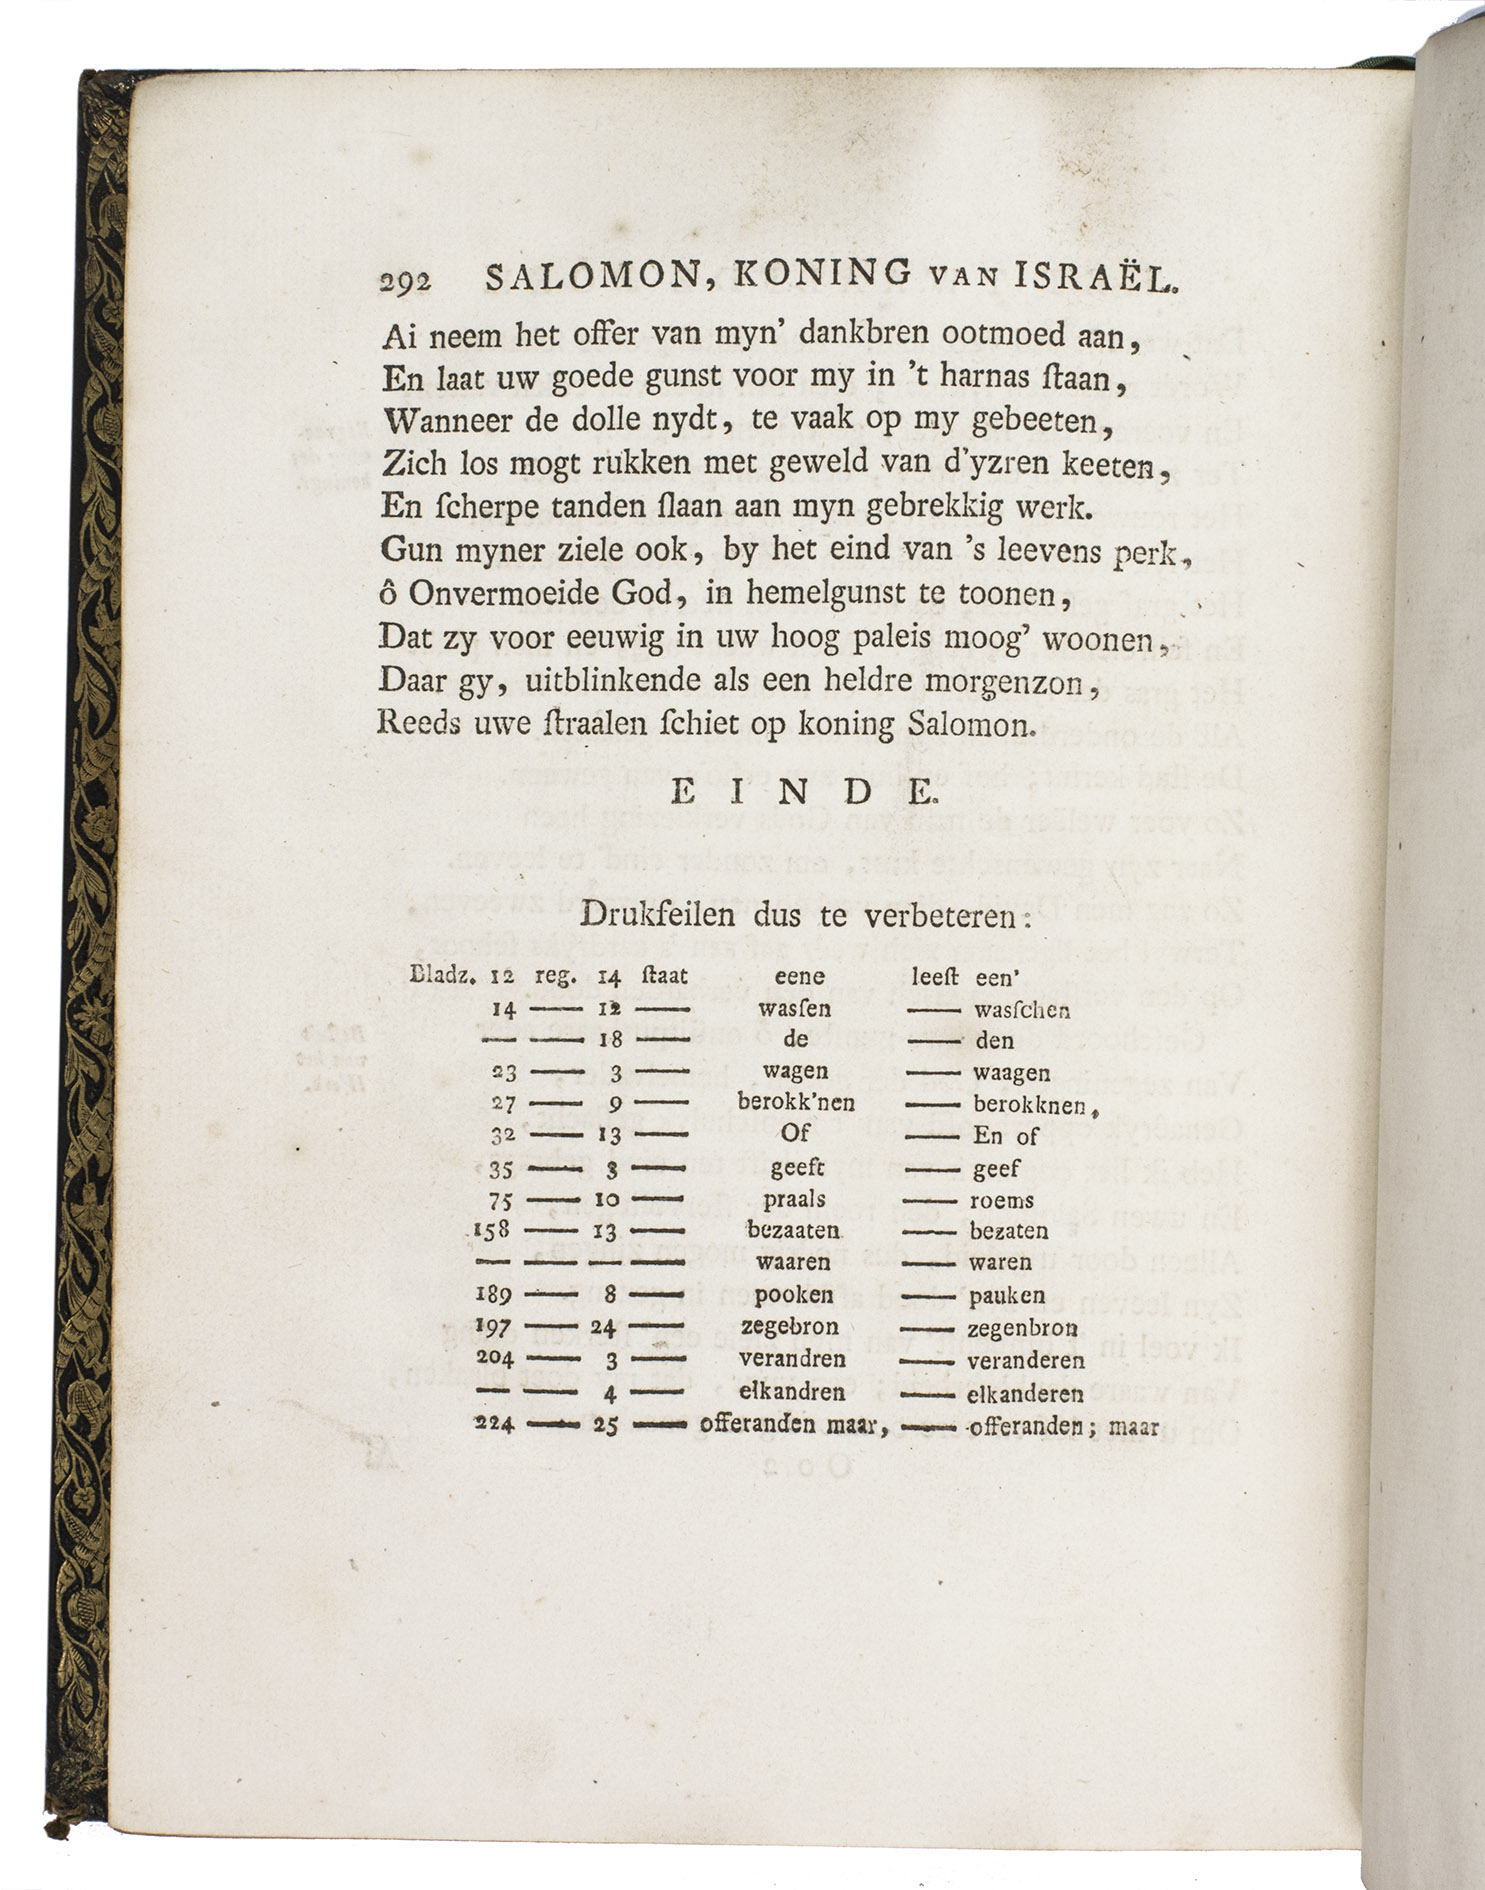 292 SALOMON, KONING VAN ISRAËL.
Ai neem het offer van myn’ dankbren ootmoed aan,
En laat uw goede gunst voor my in ’t harnas ſtaan,
Wanneer de dolle nydt, te vaak op my gebeeten,
Zich los mogt rukken met geweld van d’yzren keeten,
En ſcherpe tanden ſlaan aan myn gebrekkig werk.
Gun myner ziele ook, by het eind van ’s leevens perk,
ô Onvermoeide God, in hemelgunst te toonen,
Dat zy voor eeuwig in uw hoog paleis moog’ woonen,
Daar gy, uitblinkende als een heldre morgenzon,
Reeds uwe ſtraalen ſchiet op koning Salomon.
E I N D E.
Drukfeilen dus te verbeteren:
Bladz. 12 reg. 14 ſtaat eene leeſt een’
14 — 12 — wasſen — wasſchen
— — 18 — de — den
23 — 3 — wagen — waagen
27 — 9 — berokk’nen — berokknen,
32 — 13 — Of — En of
35 — 3 — geeft — geef
75 — 10 — praals — roems
158 — 13 — bezaaten — bezaten
— — — — waaren — waren
189 — 8 — pooken — pauken
197 — 24 — zegebron — zegenbron
204 — 3 — verandren — veranderen
— — 4 — elkandren — elkanderen
224 — 25 — offeranden maar, — offeranden; maar